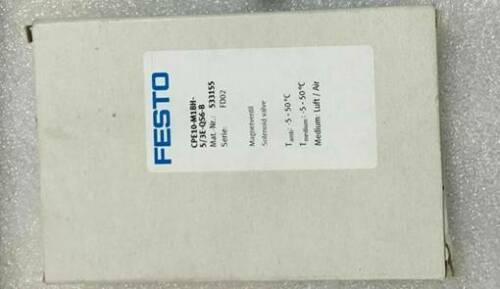 FESTO
CPE10-M1BH-
5/3E-QS6-B
Mat. Nr.: 533155
Serie: FD02
Magnetventil
Solenoid valve
Tamb: -5 - 50°C
Tmedium: -5 - 50°C
Medium: Luft / Air